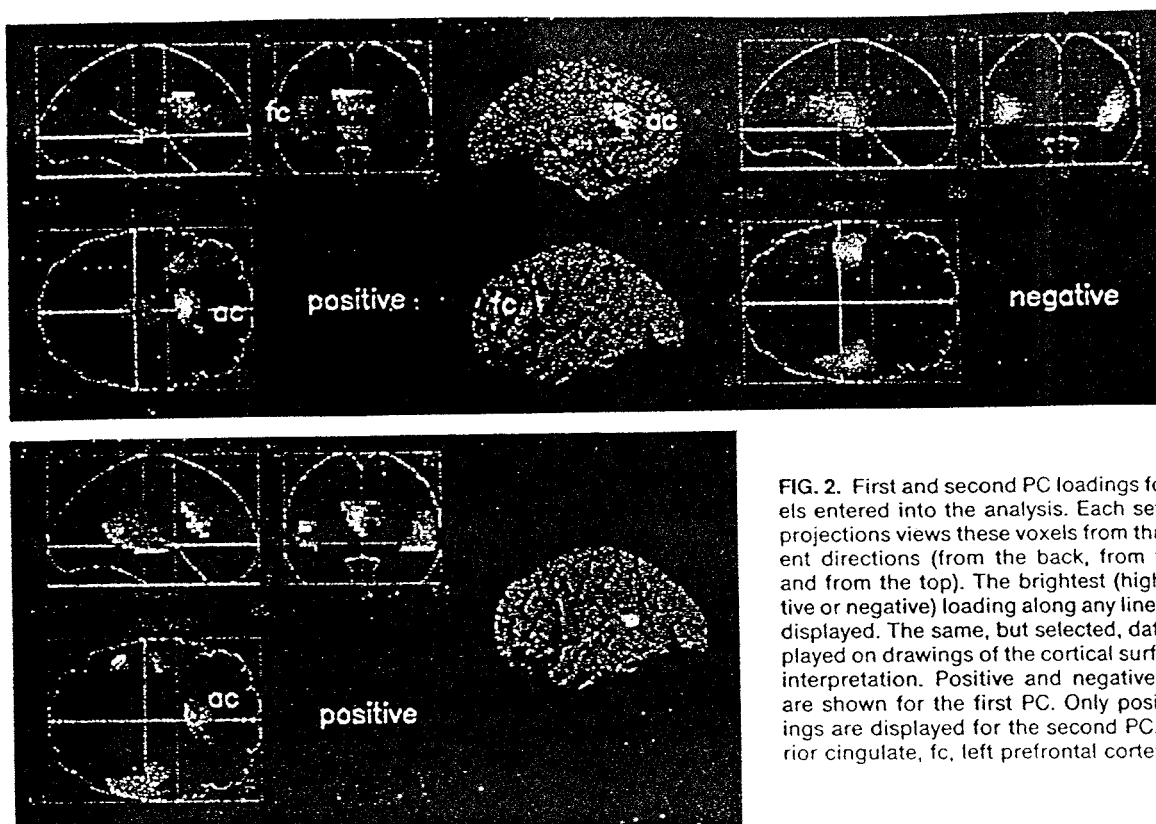 fc
ac
ac
positive
fc
negative
ac
positive
FIG. 2. First and second PC loadings fo
els entered into the analysis. Each se
projections views these voxels from tha
ent directions (from the back, from
and from the top). The brightest (high
tive or negative) loading along any line
displayed. The same, but selected, dat
played on drawings of the cortical surf
interpretation. Positive and negative
are shown for the first PC. Only posi
ings are displayed for the second PC.
rior cingulate, fc, left prefrontal corte